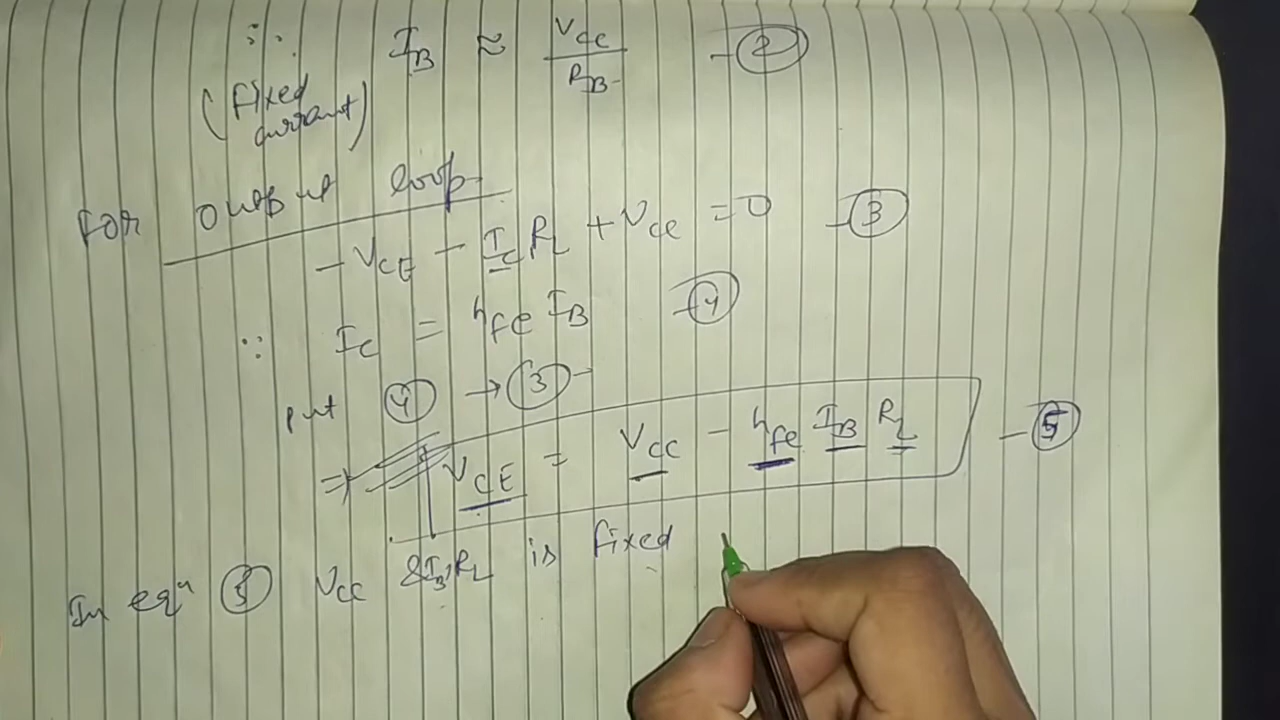 ∴ I_B ≈ V_CC / R_B - ②
(fixed current)
For output loop
- V_CE - I_C R_L + V_CC = 0 - ③
∵ I_C = h_fe I_B - ④
put ④ → ③ -
⇒ V_CE = V_CC - h_fe I_B R_L - ⑤
In eqⁿ ⑤ V_CC & I_B, R_L is fixed